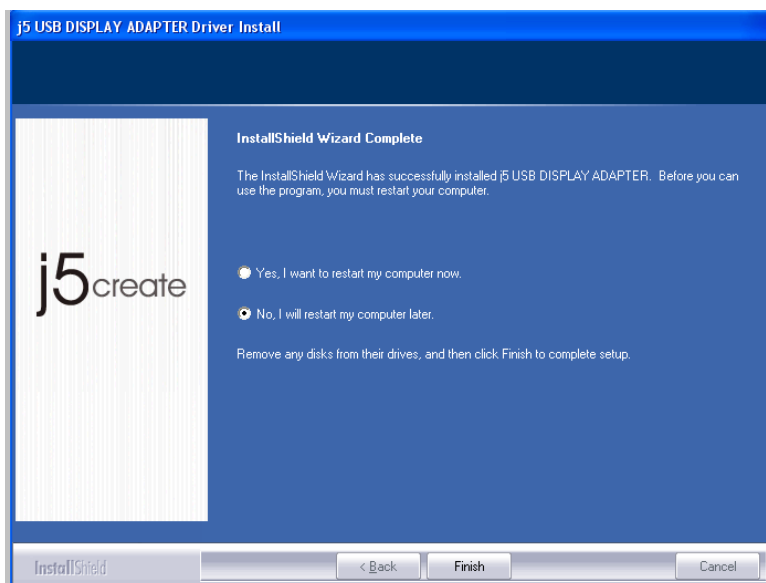 j5 USB DISPLAY ADAPTER Driver Install
InstallShield Wizard Complete
The InstallShield Wizard has successfully installed j5 USB DISPLAY ADAPTER. Before you can
use the program, you must restart your computer.
j5create
Yes, I want to restart my computer now.
No, I will restart my computer later.
Remove any disks from their drives, and then click Finish to complete setup.
InstallShield
< Back
Finish
Cancel